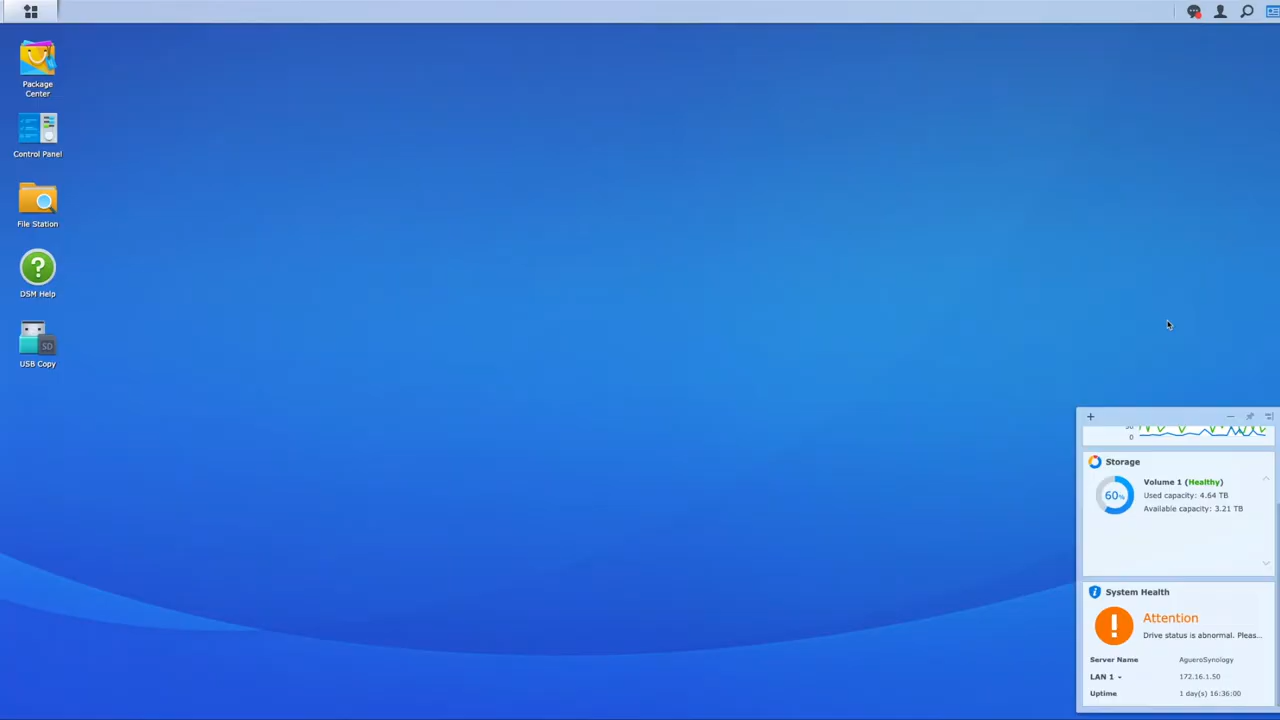 Package
Center
Control Panel
File Station
DSM Help
SD
USB Copy
0
Storage
60%
Volume 1 (Healthy)
Used capacity: 4.64 TB
Available capacity: 3.21 TB
System Health
Attention
Drive status is abnormal. Pleas...
Server Name AgueroSynology
LAN 1 172.16.1.50
Uptime 1 day(s) 16:36:00